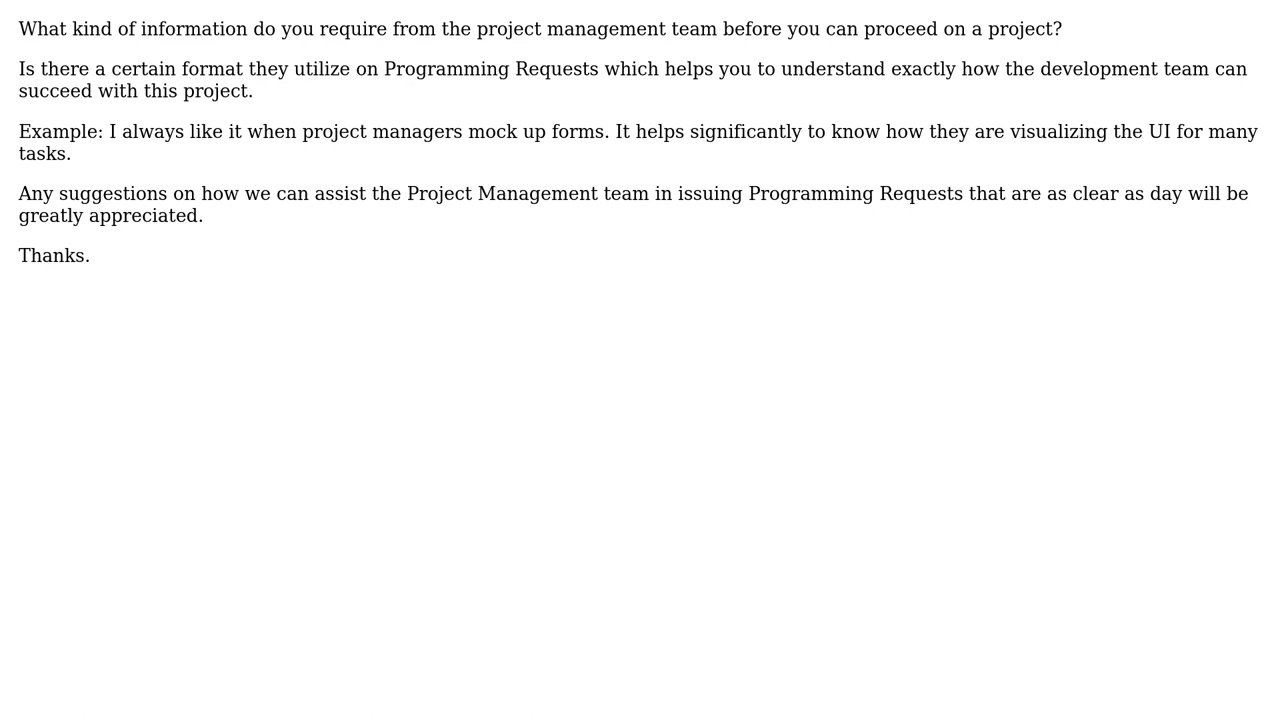 What kind of information do you require from the project management team before you can proceed on a project?
Is there a certain format they utilize on Programming Requests which helps you to understand exactly how the development team can
succeed with this project.
Example: I always like it when project managers mock up forms. It helps significantly to know how they are visualizing the UI for many
tasks.
Any suggestions on how we can assist the Project Management team in issuing Programming Requests that are as clear as day will be
greatly appreciated.
Thanks.